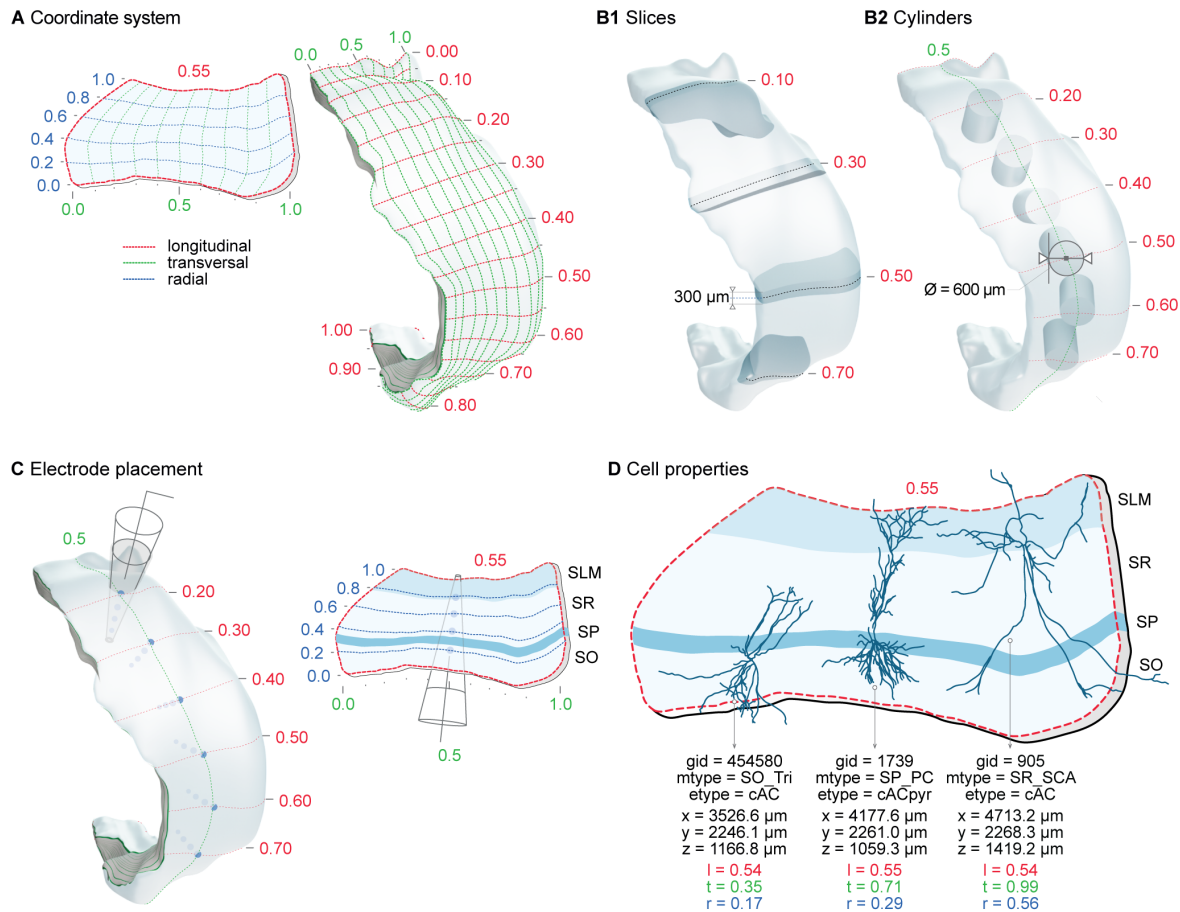 A Coordinate system
0.55
1.0
0.8
0.6
0.4
0.2
0.0
0.0
0.5
1.0
longitudinal
transversal
radial
0.0
0.5
1.0
0.00
0.10
0.20
0.30
0.40
0.50
0.60
0.70
0.80
1.00
0.90
B1 Slices
0.10
0.30
0.50
300 µm
0.70
B2 Cylinders
0.5
0.20
0.30
0.40
0.50
Ø = 600 µm
0.60
0.70
C Electrode placement
0.5
0.20
0.30
0.40
0.50
0.60
0.70
0.55
1.0
0.8
0.6
0.4
0.2
0.0
SLM
SR
SP
SO
0.0
1.0
0.5
D Cell properties
0.55
SLM
SR
SP
SO
gid = 454580
mtype = SO_Tri
etype = cAC
x = 3526.6 µm
y = 2246.1 µm
z = 1166.8 µm
l = 0.54
t = 0.35
r = 0.17
gid = 1739
mtype = SP_PC
etype = cACpyr
x = 4177.6 µm
y = 2261.0 µm
z = 1059.3 µm
l = 0.55
t = 0.71
r = 0.29
gid = 905
mtype = SR_SCA
etype = cAC
x = 4713.2 µm
y = 2268.3 µm
z = 1419.2 µm
l = 0.54
t = 0.99
r = 0.56